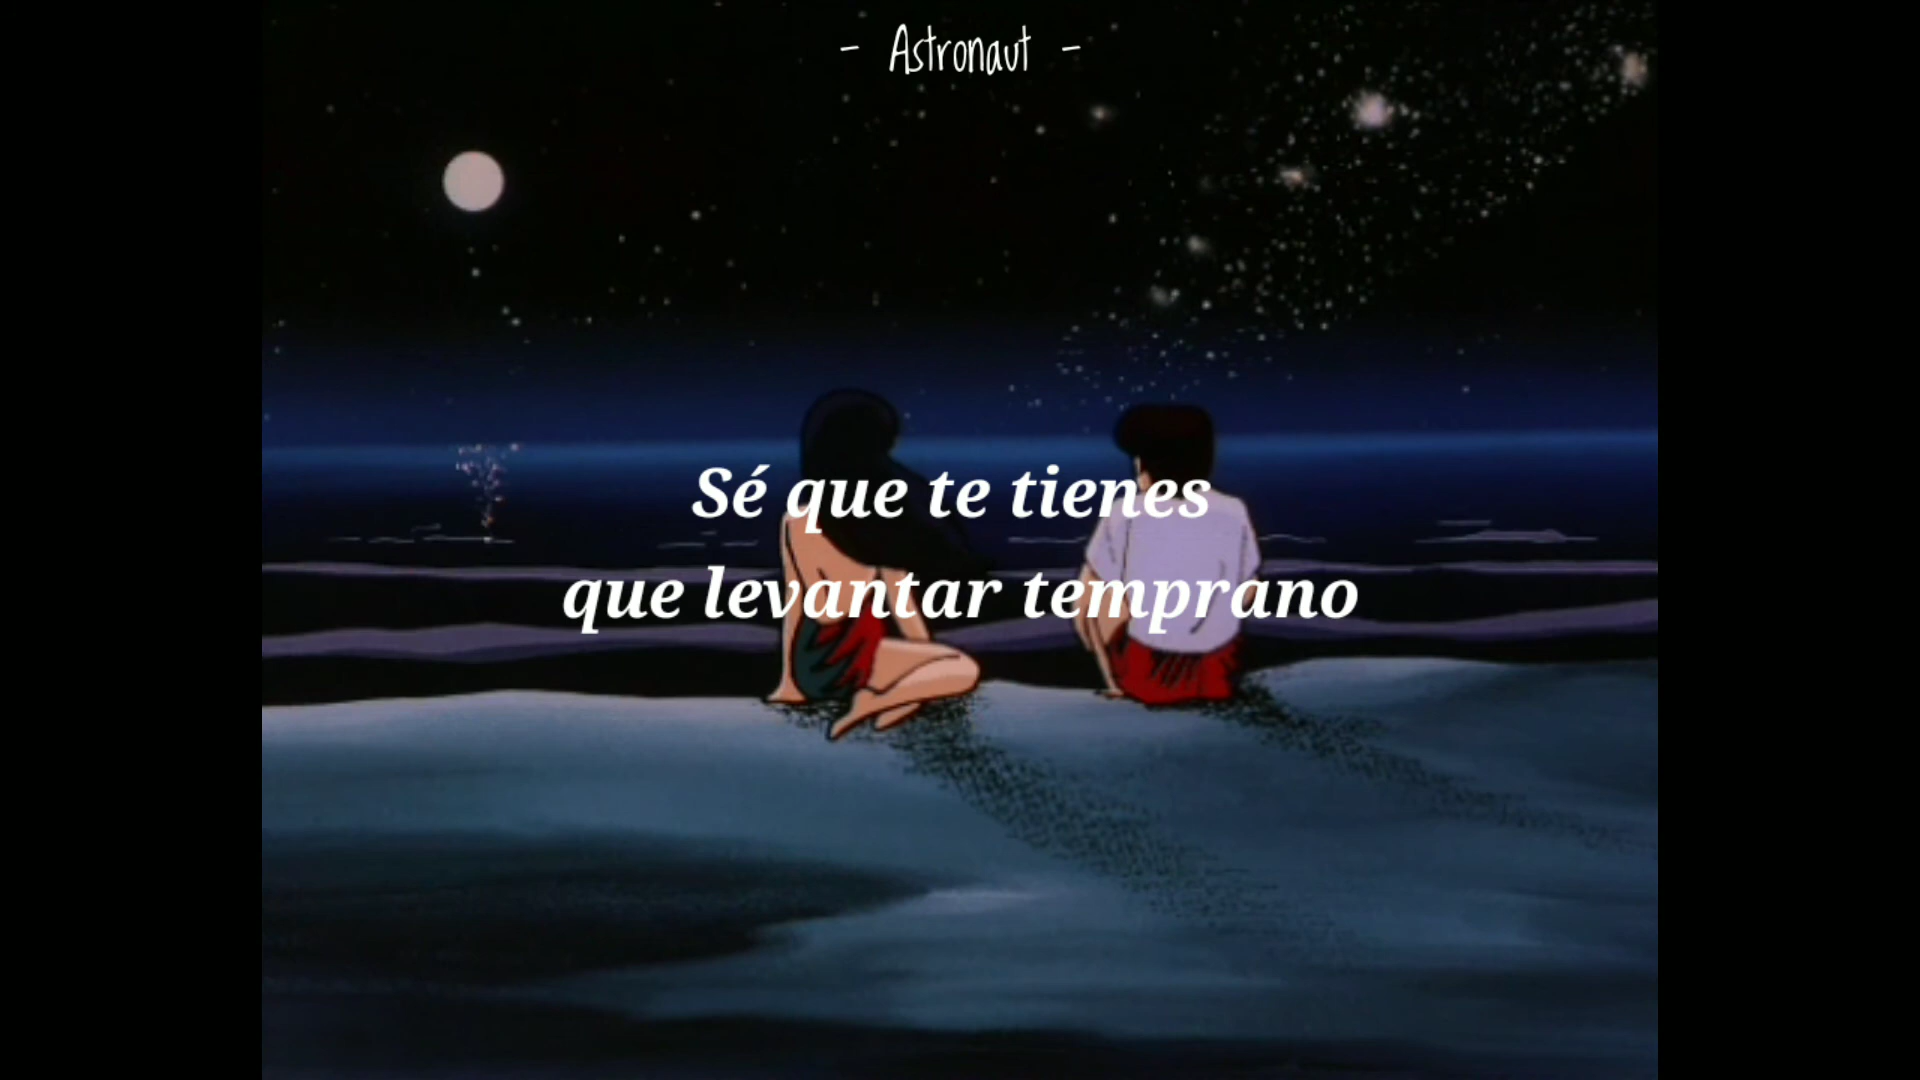 - Astronaut -
Sé que te tienes
que levantar temprano